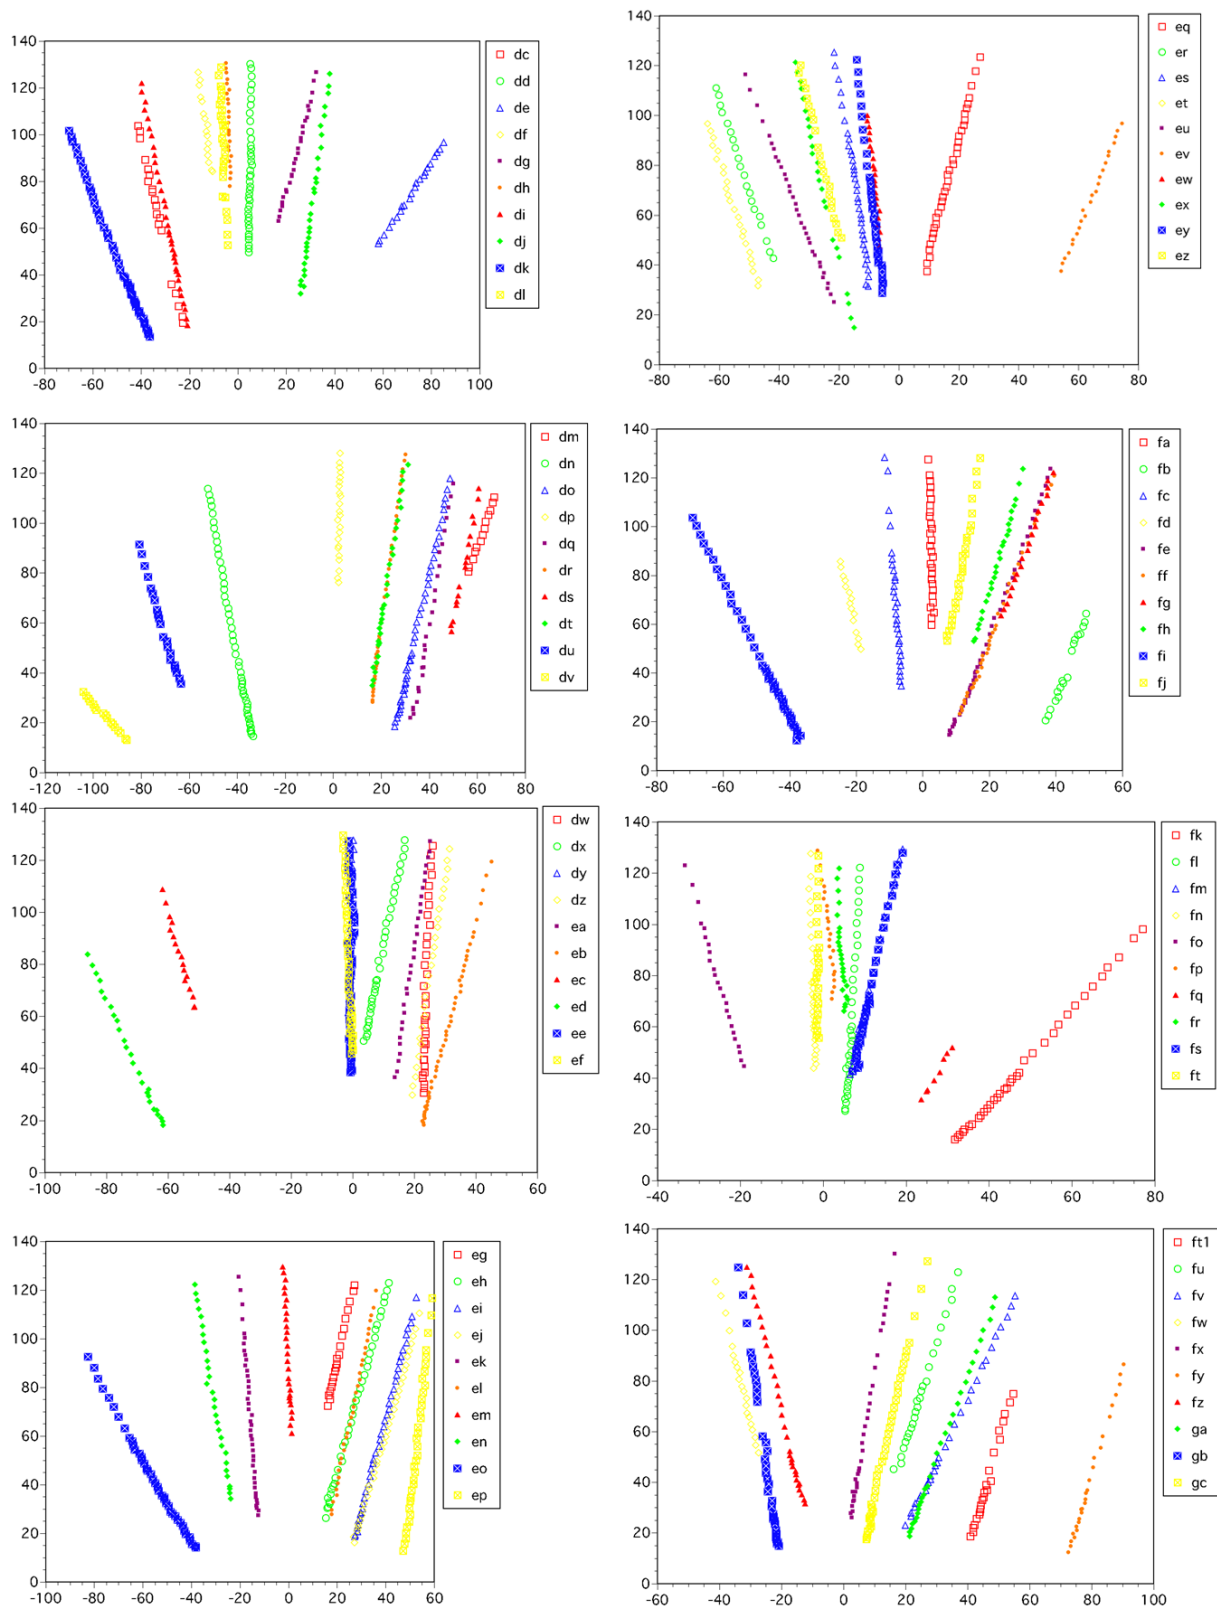 140
120
100
80
60
40
20
0
-80 -60 -40 -20 0 20 40 60 80 100
dc
dd
de
df
dg
dh
di
dj
dk
dl
140
120
100
80
60
40
20
0
-80 -60 -40 -20 0 20 40 60 80
eq
er
es
et
eu
ev
ew
ex
ey
ez
140
120
100
80
60
40
20
0
-120 -100 -80 -60 -40 -20 0 20 40 60 80
dm
dn
do
dp
dq
dr
ds
dt
du
dv
140
120
100
80
60
40
20
0
-80 -60 -40 -20 0 20 40 60
fa
fb
fc
fd
fe
ff
fg
fh
fi
fj
140
120
100
80
60
40
20
0
-100 -80 -60 -40 -20 0 20 40 60
dw
dx
dy
dz
ea
eb
ec
ed
ee
ef
140
120
100
80
60
40
20
0
-40 -20 0 20 40 60 80
fk
fl
fm
fn
fo
fp
fq
fr
fs
ft
140
120
100
80
60
40
20
0
-100 -80 -60 -40 -20 0 20 40 60
eg
eh
ei
ej
ek
el
em
en
eo
ep
140
120
100
80
60
40
20
0
-60 -40 -20 0 20 40 60 80 100
ft1
fu
fv
fw
fx
fy
fz
ga
gb
gc